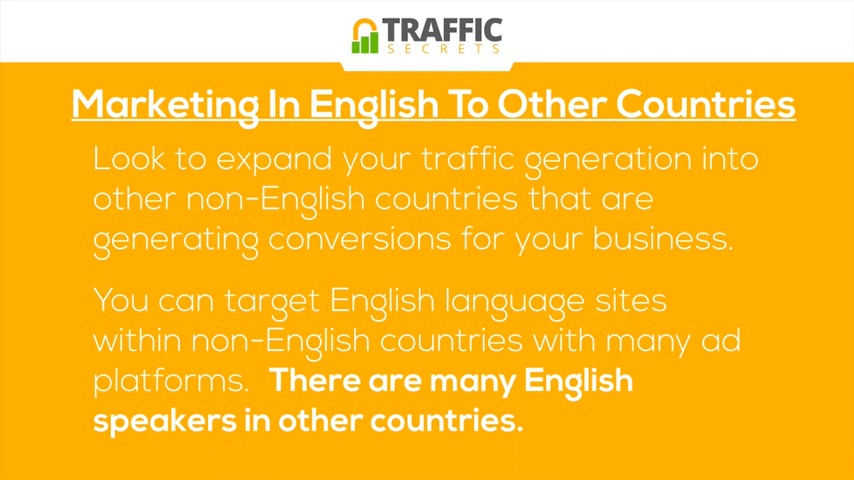 TRAFFIC
SECRETS
Marketing In English To Other Countries
Look to expand your traffic generation into
other non-English countries that are
generating conversions for your business.
You can target English language sites
within non-English countries with many ad
platforms. There are many English
speakers in other countries.